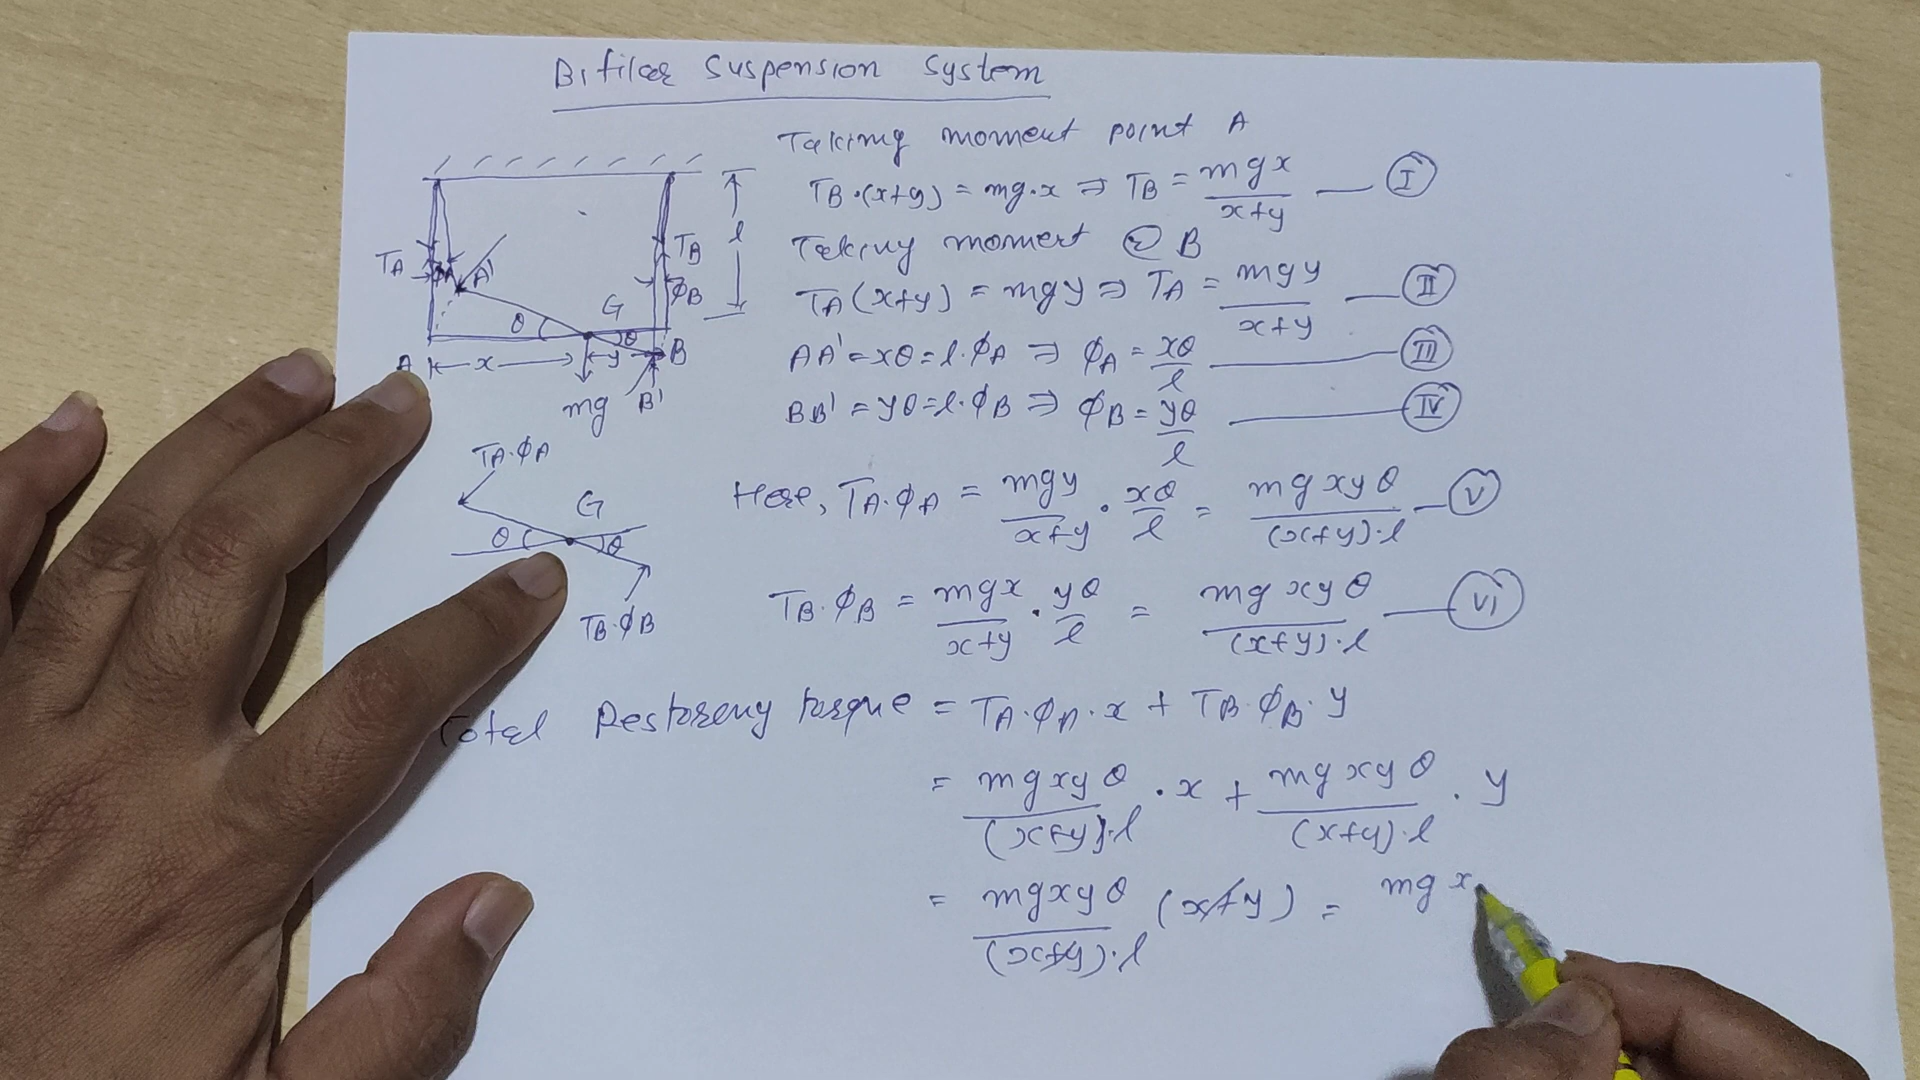 Bifilar Suspension System
Taking moment point A
TB·(x+y) = mg·x ⇒ TB = mgx/x+y — I
Taking moment @ B
TA(x+y) = mgy ⇒ TA = mgy/x+y — II
AA' = xθ = l·ϕA ⇒ ϕA = xθ/l — III
BB' = yθ = l·ϕB ⇒ ϕB = yθ/l — IV
TA ϕA A' TB ϕB l
θ G θ
A x y B
mg B'
TA·ϕA
G
θ θ
TB·ϕB
Here, TA·ϕA = mgy/x+y · xθ/l = mgxyθ/(x+y)·l — V
TB·ϕB = mgx/x+y · yθ/l = mgxyθ/(x+y)·l — VI
Total Restoring torque = TA·ϕA·x + TB·ϕB·y
= mgxyθ/(x+y)·l · x + mgxyθ/(x+y)·l · y
= mgxyθ/(x+y)·l (x+y) = mgx